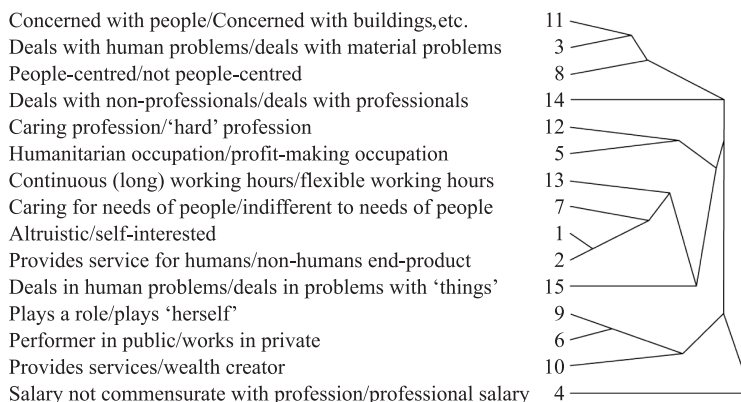 Concerned with people/Concerned with buildings, etc. 11
Deals with human problems/deals with material problems 3
People-centred/not people-centred 8
Deals with non-professionals/deals with professionals 14
Caring profession/‘hard’ profession 12
Humanitarian occupation/profit-making occupation 5
Continuous (long) working hours/flexible working hours 13
Caring for needs of people/indifferent to needs of people 7
Altruistic/self-interested 1
Provides service for humans/non-humans end-product 2
Deals in human problems/deals in problems with ‘things’ 15
Plays a role/plays ‘herself’ 9
Performer in public/works in private 6
Provides services/wealth creator 10
Salary not commensurate with profession/professional salary 4